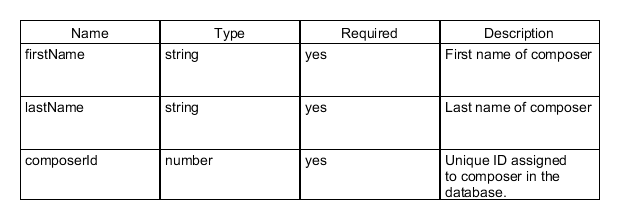 Name Type Required Description
firstName string yes First name of composer
lastName string yes Last name of composer
composerId number yes Unique ID assigned
to composer in the
database.